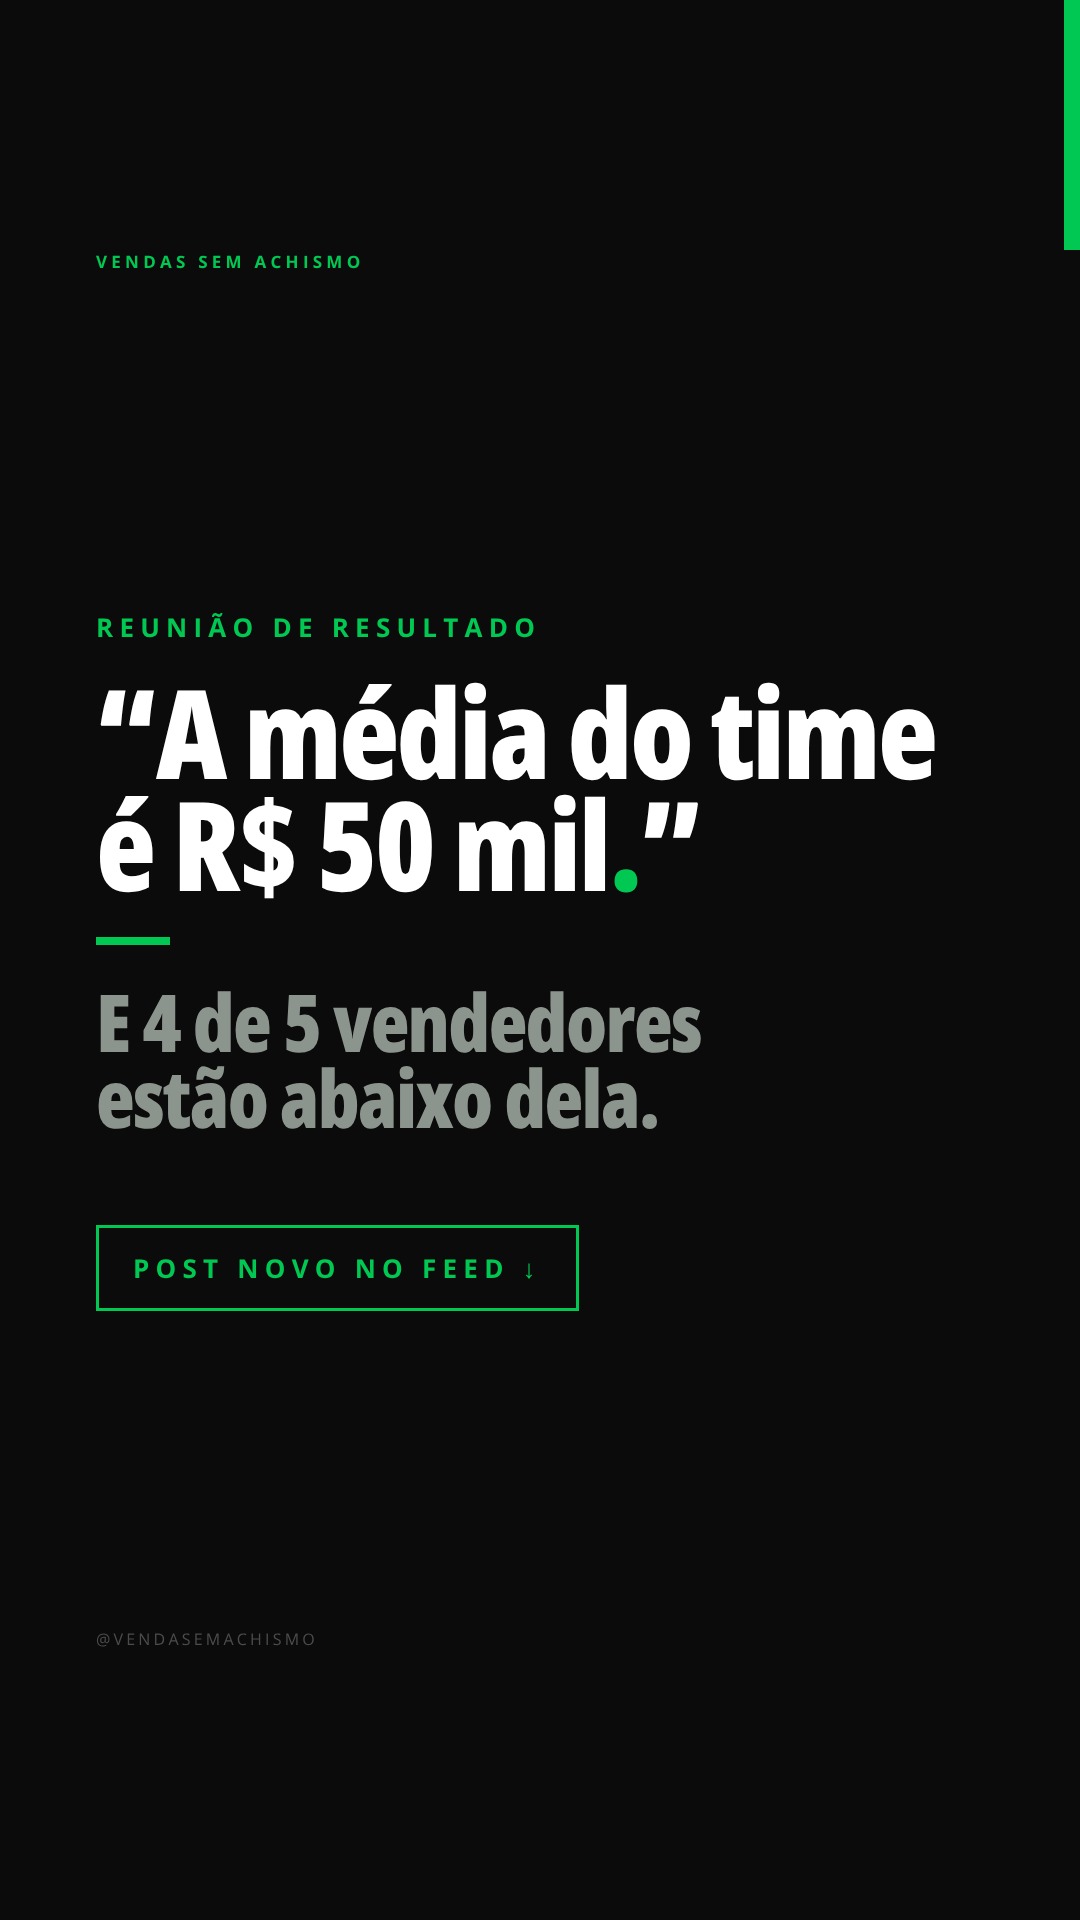 VENDAS SEM ACHISMO
REUNIÃO DE RESULTADO
“A média do time
é R$ 50 mil.”
E 4 de 5 vendedores
estão abaixo dela.
POST NOVO NO FEED ↓
@VENDASEMACHISMO